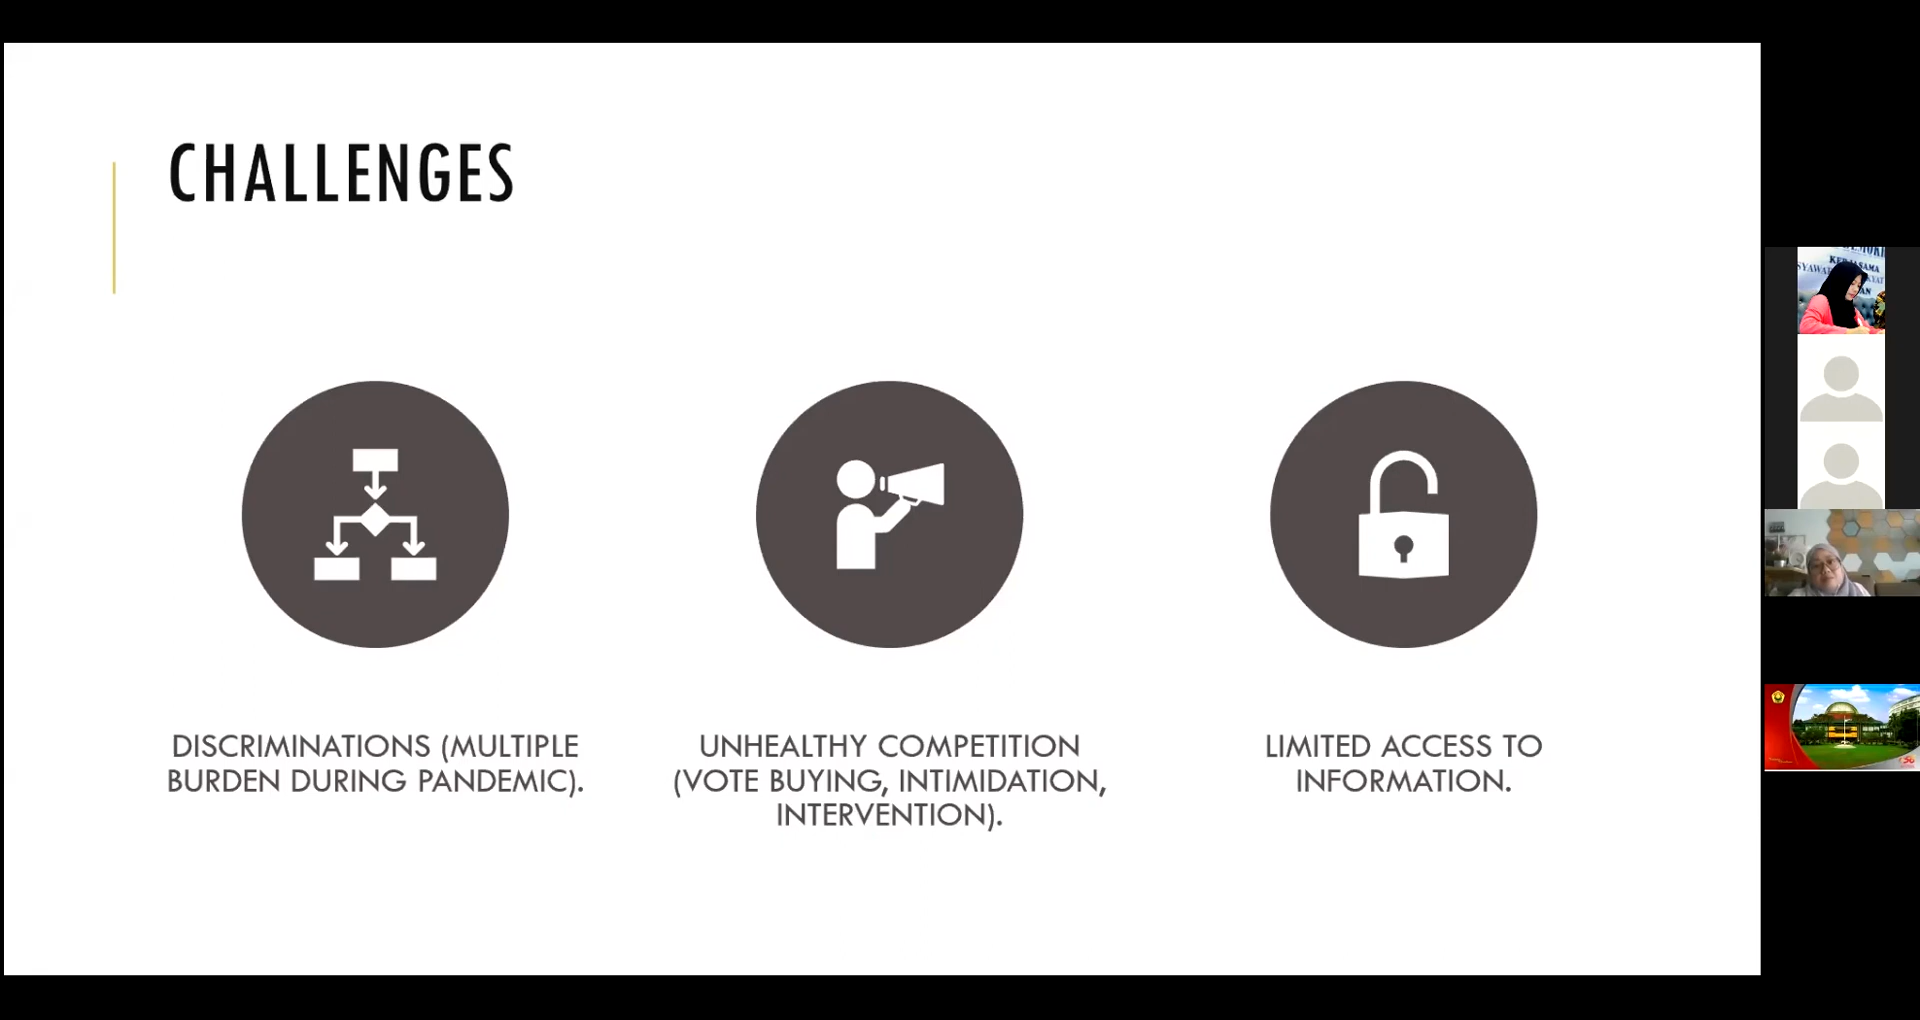 CHALLENGES
DISCRIMINATIONS (MULTIPLE
BURDEN DURING PANDEMIC).
UNHEALTHY COMPETITION
(VOTE BUYING, INTIMIDATION,
INTERVENTION).
LIMITED ACCESS TO
INFORMATION.